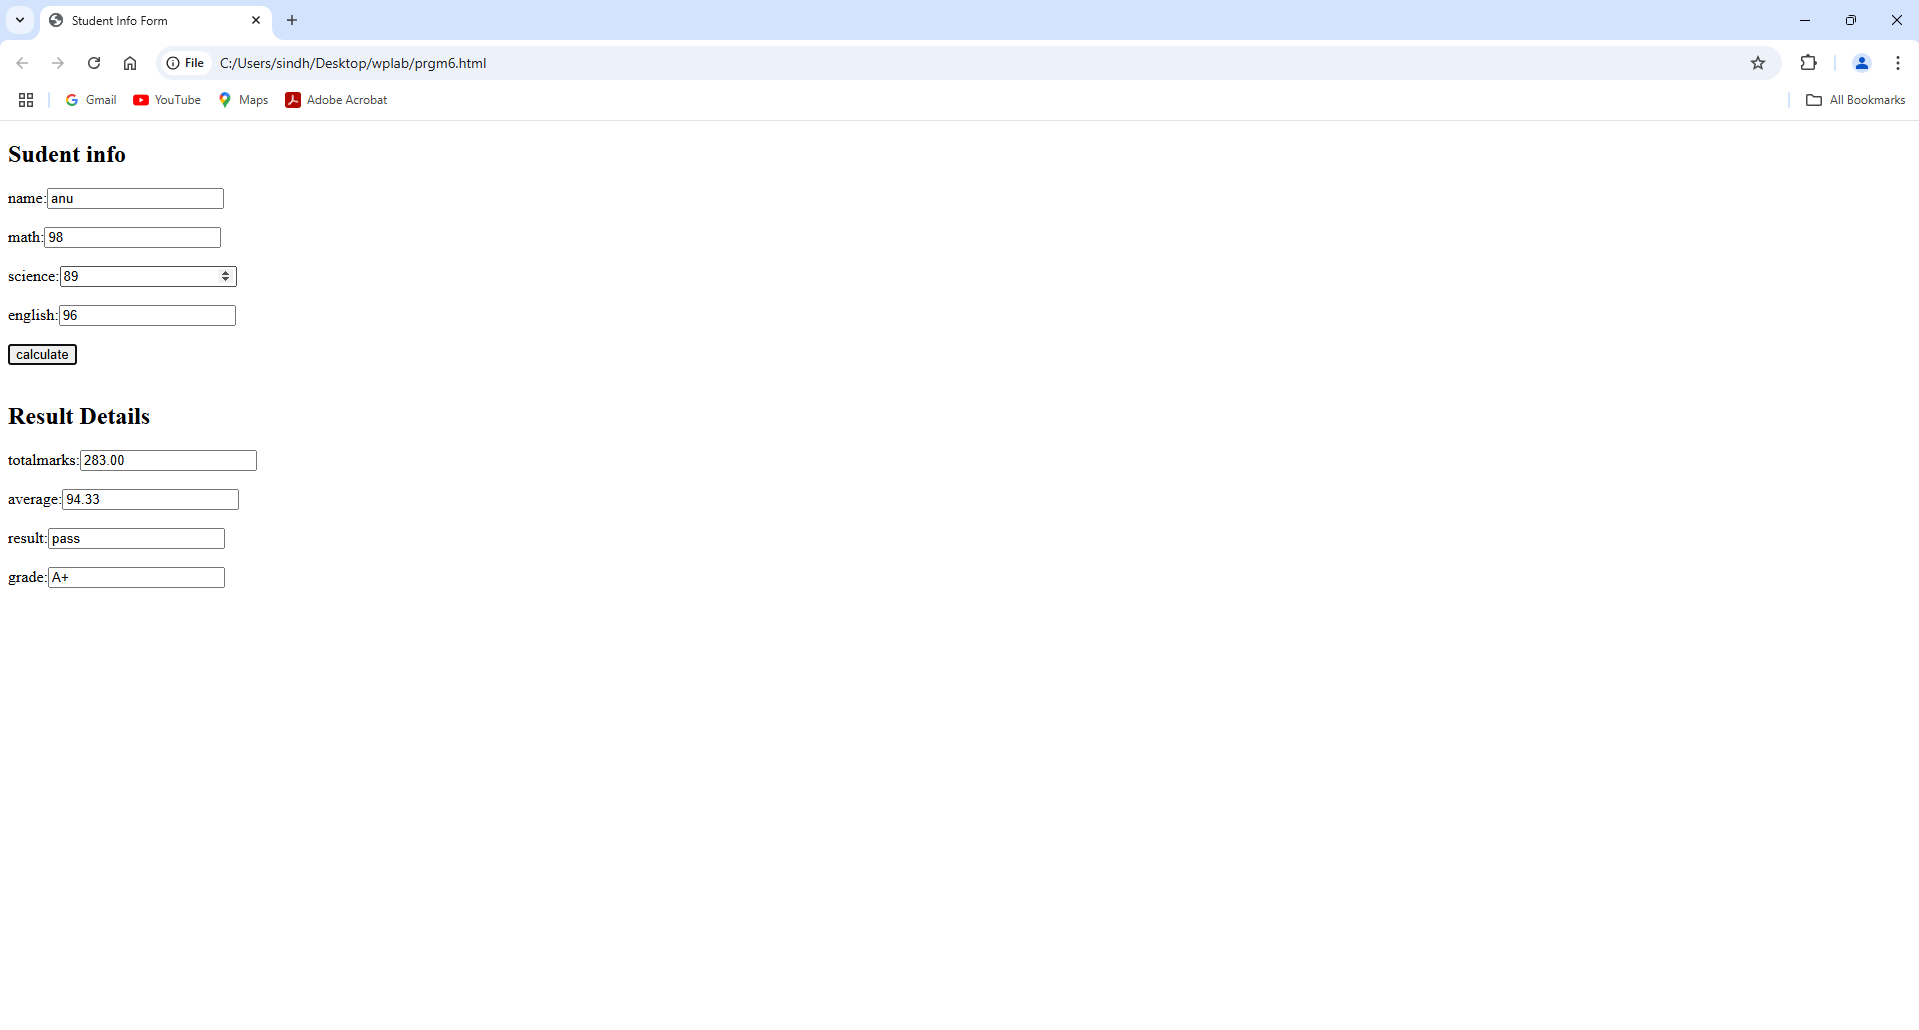 Student Info Form
File C:/Users/sindh/Desktop/wplab/prgm6.html
Gmail YouTube Maps Adobe Acrobat All Bookmarks
Sudent info
name:anu
math:98
science:89
english:96
calculate
Result Details
totalmarks:283.00
average:94.33
result:pass
grade:A+